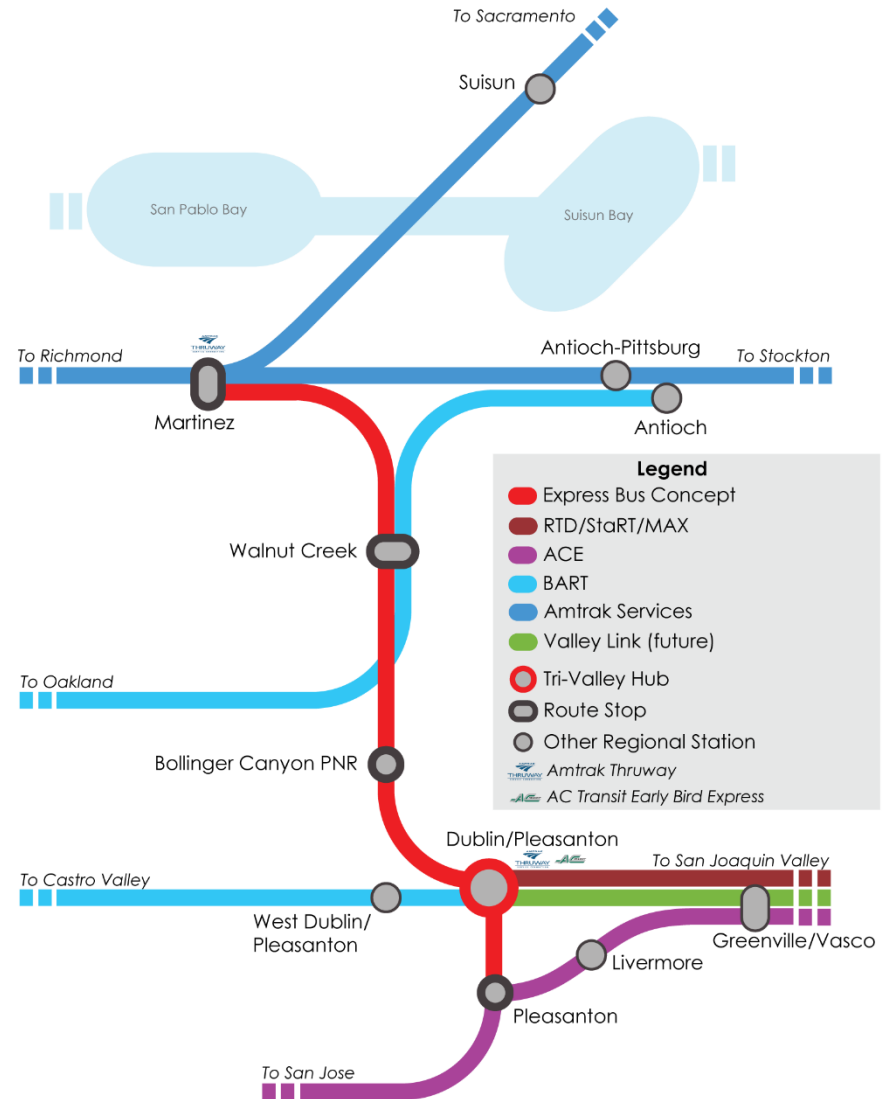 To Sacramento
Suisun
San Pablo Bay
Suisun Bay
THRUWAY
To Richmond
Antioch-Pittsburg
To Stockton
Martinez
Antioch
Legend
Express Bus Concept
RTD/StaRT/MAX
ACE
BART
Amtrak Services
Valley Link (future)
Tri-Valley Hub
Route Stop
Other Regional Station
THRUWAY
Amtrak Thruway
AC Transit Early Bird Express
Walnut Creek
To Oakland
Bollinger Canyon PNR
Dublin/Pleasanton
THRUWAY
To San Joaquin Valley
To Castro Valley
West Dublin/
Pleasanton
Greenville/Vasco
Livermore
Pleasanton
To San Jose